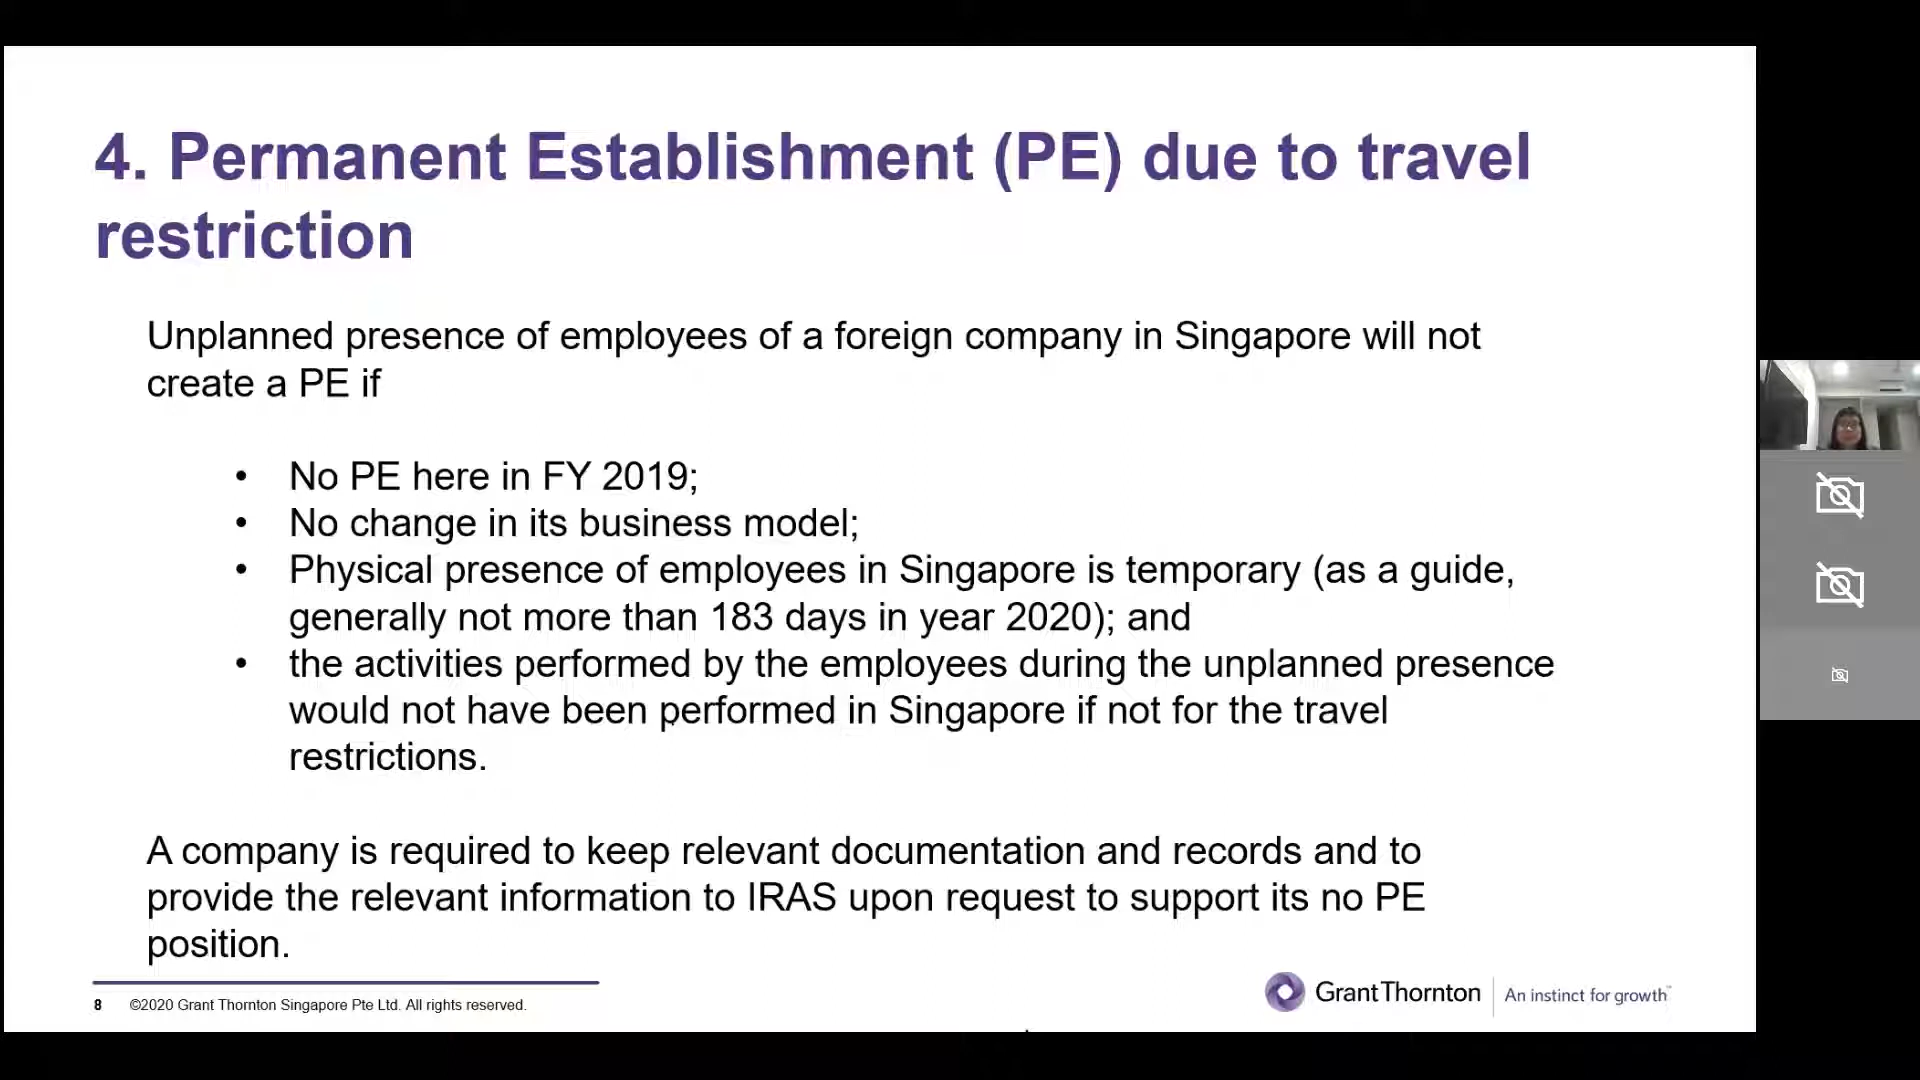 4. Permanent Establishment (PE) due to travel
restriction
Unplanned presence of employees of a foreign company in Singapore will not
create a PE if
• No PE here in FY 2019;
• No change in its business model;
• Physical presence of employees in Singapore is temporary (as a guide,
generally not more than 183 days in year 2020); and
• the activities performed by the employees during the unplanned presence
would not have been performed in Singapore if not for the travel
restrictions.
A company is required to keep relevant documentation and records and to
provide the relevant information to IRAS upon request to support its no PE
position.
8 ©2020 Grant Thornton Singapore Pte Ltd. All rights reserved.
Grant Thornton An instinct for growth™